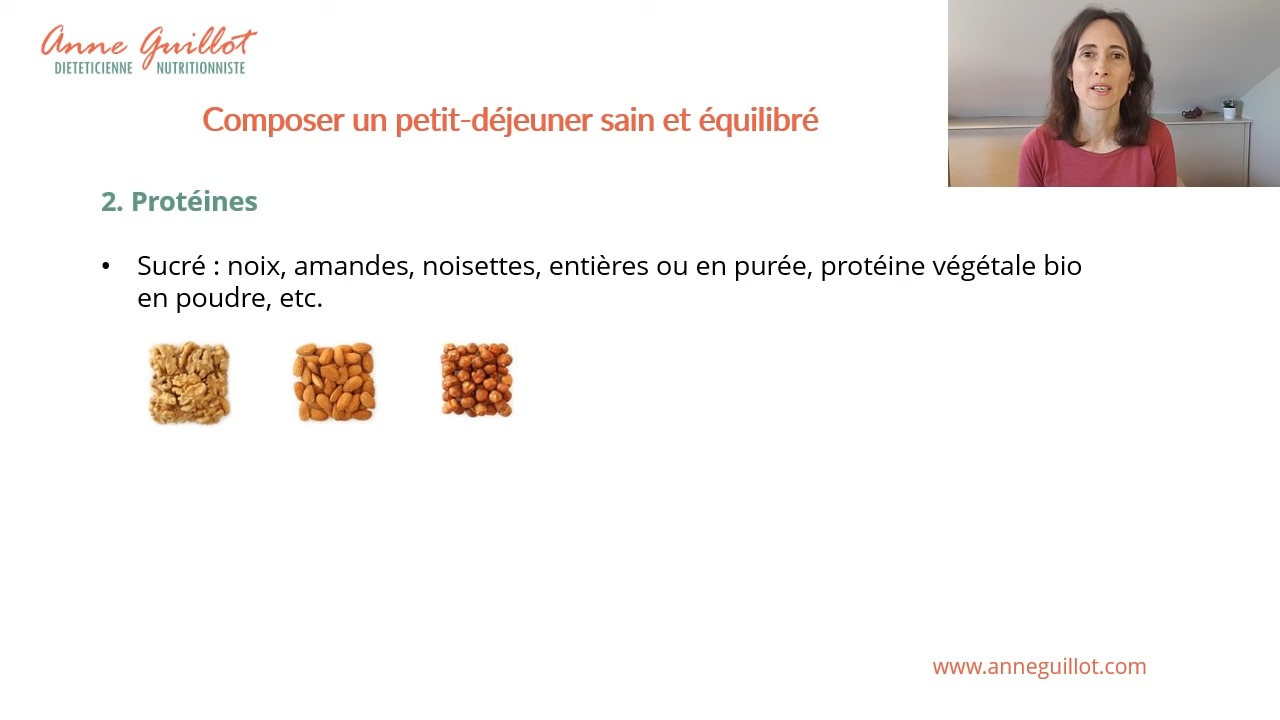 Anne Guillot
DIETETICIENNE NUTRITIONNISTE
Composer un petit-déjeuner sain et équilibré
2. Protéines
• Sucré : noix, amandes, noisettes, entières ou en purée, protéine végétale bio
en poudre, etc.
www.anneguillot.com